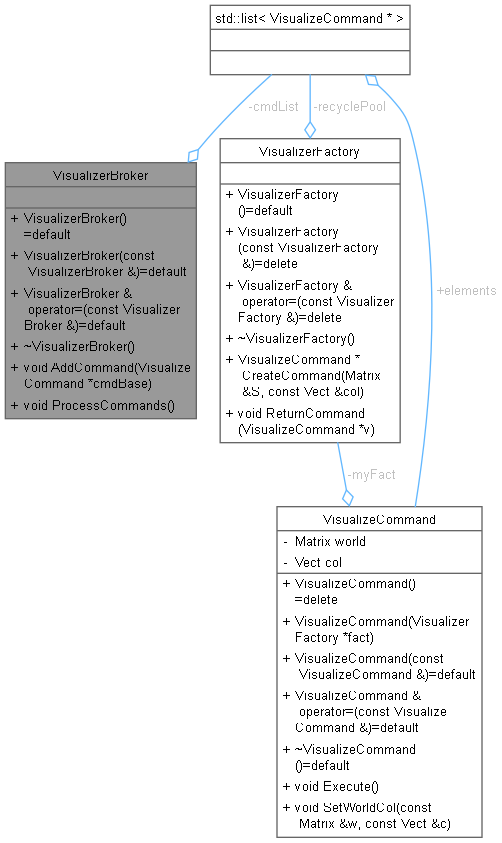 std::list< VisualizeCommand * >
-cmdList
-recyclePool
+elements
VisualizerBroker
+ VisualizerBroker()
=default
+ VisualizerBroker(const
VisualizerBroker &)=default
+ VisualizerBroker &
operator=(const Visualizer
Broker &)=default
+ ~VisualizerBroker()
+ void AddCommand(Visualize
Command *cmdBase)
+ void ProcessCommands()
VisualizerFactory
+ VisualizerFactory
()=default
+ VisualizerFactory
(const VisualizerFactory
&)=delete
+ VisualizerFactory &
operator=(const Visualizer
Factory &)=delete
+ ~VisualizerFactory()
+ VisualizeCommand *
CreateCommand(Matrix
&S, const Vect &col)
+ void ReturnCommand
(VisualizeCommand *v)
-myFact
VisualizeCommand
- Matrix world
- Vect col
+ VisualizeCommand()
=delete
+ VisualizeCommand(Visualizer
Factory *fact)
+ VisualizeCommand(const
VisualizeCommand &)=default
+ VisualizeCommand &
operator=(const Visualize
Command &)=default
+ ~VisualizeCommand
()=default
+ void Execute()
+ void SetWorldCol(const
Matrix &w, const Vect &c)